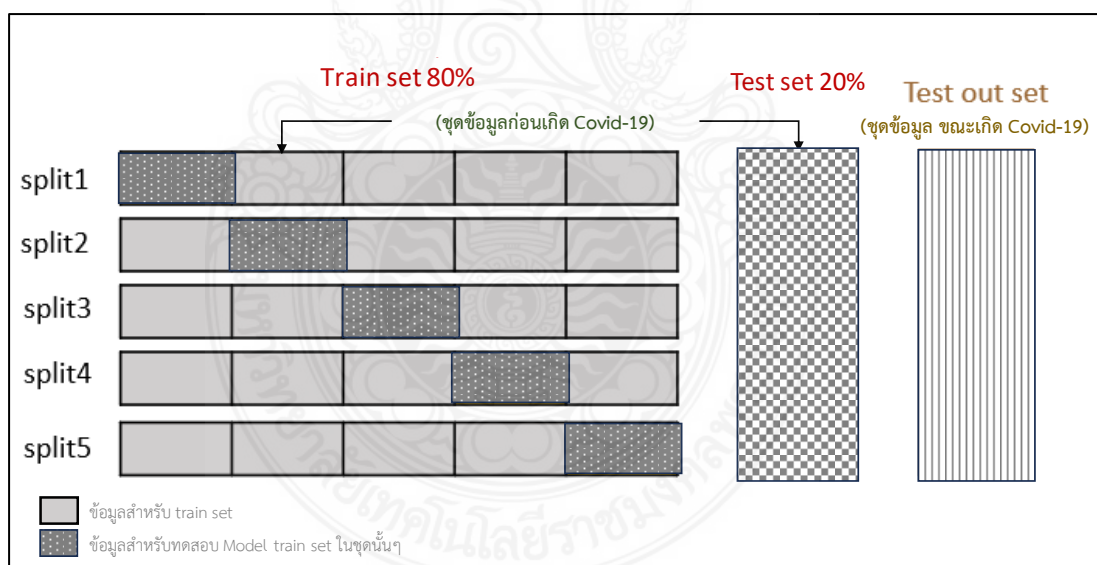 Train set 80%
Test set 20%
Test out set
(ชุดข้อมูลก่อนเกิด Covid-19)
(ชุดข้อมูล ขณะเกิด Covid-19)
split1
split2
split3
split4
split5
ข้อมูลสำหรับ train set
ข้อมูลสำหรับทดสอบ Model train set ในชุดนั้นๆ